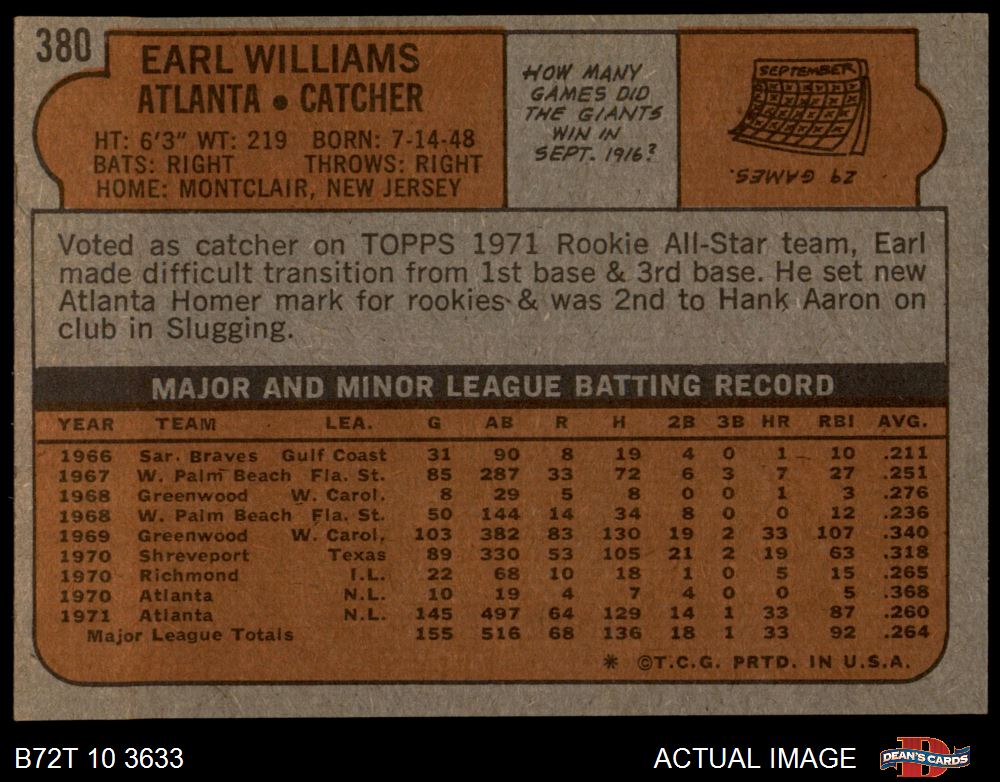 380
EARL WILLIAMS
ATLANTA • CATCHER
HT: 6'3" WT: 219 BORN: 7-14-48
BATS: RIGHT THROWS: RIGHT
HOME: MONTCLAIR, NEW JERSEY
HOW MANY
GAMES DID
THE GIANTS
WIN IN
SEPT. 1916?
SEPTEMBER
29 GAMES.
Voted as catcher on TOPPS 1971 Rookie All-Star team, Earl
made difficult transition from 1st base & 3rd base. He set new
Atlanta Homer mark for rookies & was 2nd to Hank Aaron on
club in Slugging.
MAJOR AND MINOR LEAGUE BATTING RECORD
YEAR TEAM LEA. G AB R H 2B 3B HR RBI AVG.
1966 Sar. Braves Gulf Coast 31 90 8 19 4 0 1 10 .211
1967 W. Palm Beach Fla. St. 85 287 33 72 6 3 7 27 .251
1968 Greenwood W. Carol. 8 29 5 8 0 0 1 3 .276
1968 W. Palm Beach Fla. St. 50 144 14 34 8 0 0 12 .236
1969 Greenwood W. Carol. 103 382 83 130 19 2 33 107 .340
1970 Shreveport Texas 89 330 53 105 21 2 19 63 .318
1970 Richmond I.L. 22 68 10 18 1 0 5 15 .265
1970 Atlanta N.L. 10 19 4 7 4 0 0 5 .368
1971 Atlanta N.L. 145 497 64 129 14 1 33 87 .260
Major League Totals 155 516 68 136 18 1 33 92 .264
* ©T.C.G. PRTD. IN U.S.A.
B72T 10 3633
ACTUAL IMAGE
D
DEAN'S CARDS